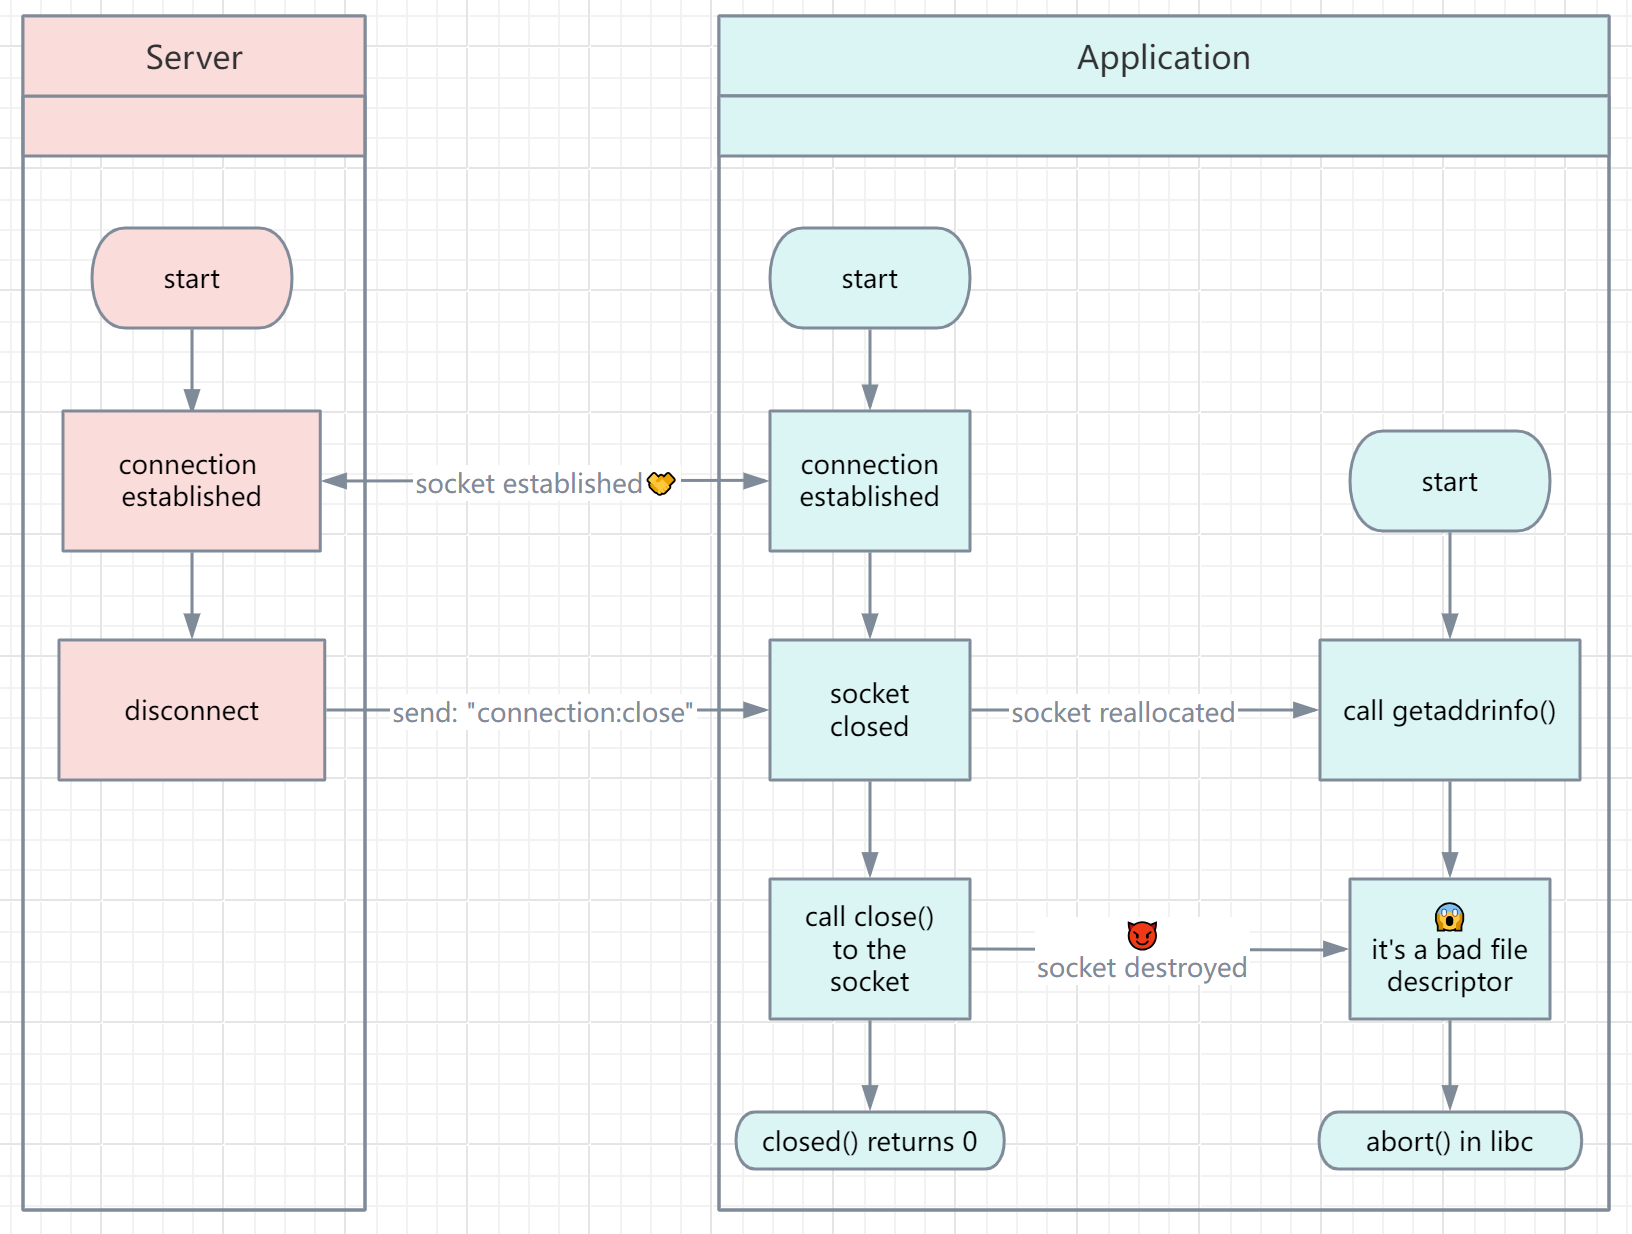 Server
Application
start
start
connection
established
socket established
connection
established
start
disconnect
send: "connection:close"
socket
closed
socket reallocated
call getaddrinfo()
call close()
to the
socket
socket destroyed
it's a bad file
descriptor
closed() returns 0
abort() in libc